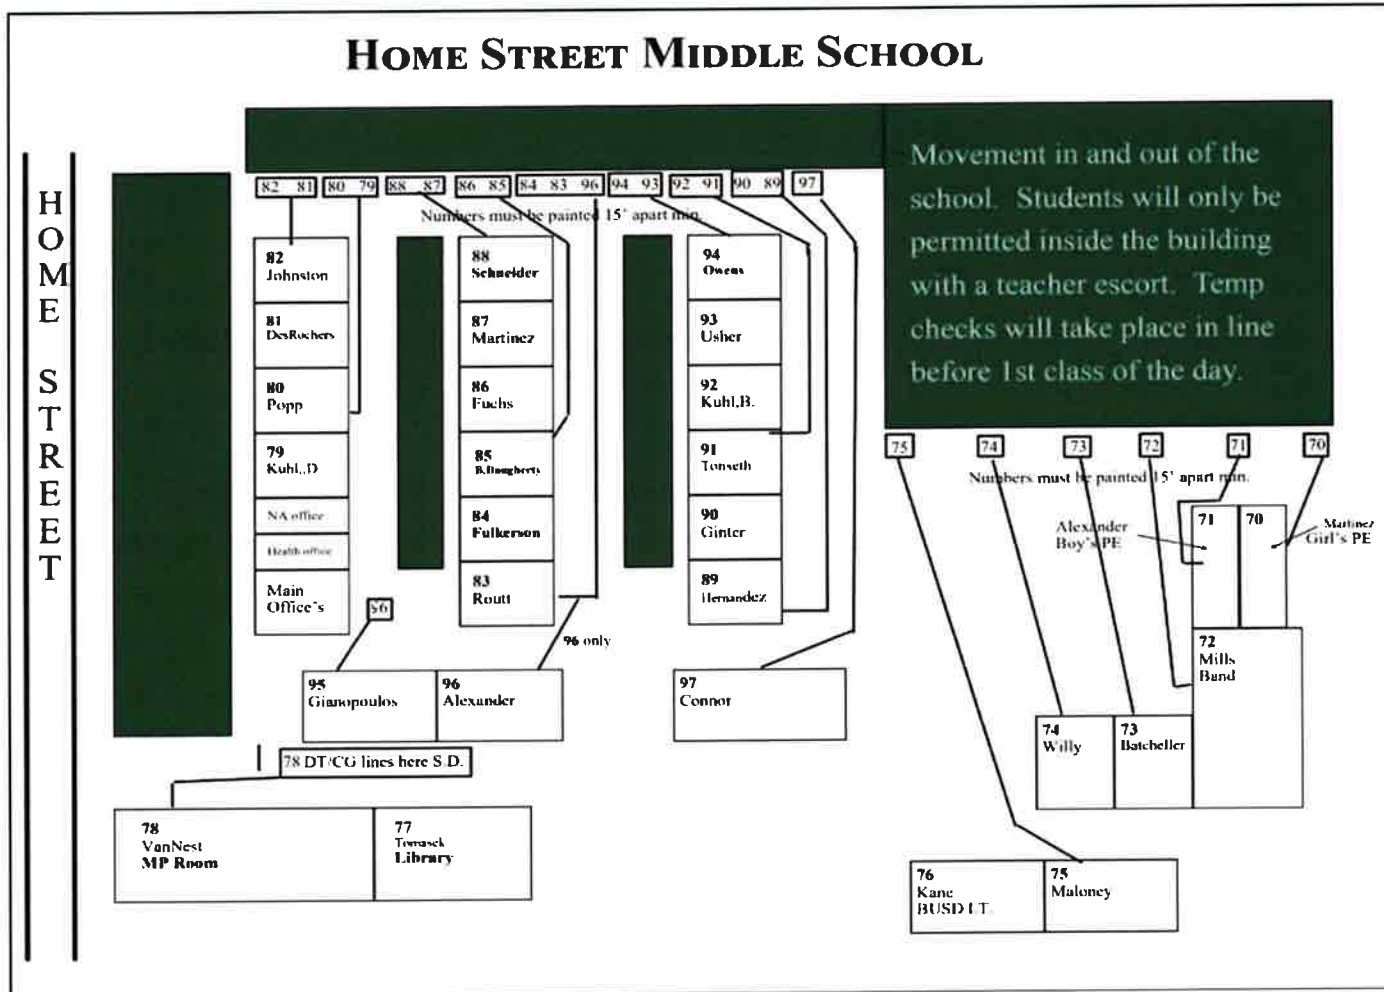 HOME STREET MIDDLE SCHOOL
HOME STREET
Movement in and out of the
school. Students will only be
permitted inside the building
with a teacher escort. Temp
checks will take place in line
before 1st class of the day.
82 81 80 79 88 87 86 85 84 83 96 94 93 92 91 90 89 97
Numbers must be painted 15' apart min.
82
Johnston
81
DesRochers
80
Popp
79
Kuhl,.D
NA office
Health office
Main
Office's
88
Schneider
87
Martinez
86
Fuchs
85
B.Daugherty
84
Fulkerson
83
Routt
94
Owens
93
Usher
92
Kuhl,B.
91
Tonseth
90
Ginter
89
Hernandez
96 only
95
Gianopoulos
96
Alexander
97
Connor
75 74 73 72 71 70
Numbers must be painted 15' apart min.
Alexander
Boy's PE
71
70
Martinez
Girl's PE
72
Mills
Band
74
Willy
73
Batcheller
78 DT/CG lines here S.D.
78
VanNest
MP Room
77
Tomasek
Library
76
Kane
BUSD I.T.
75
Maloney